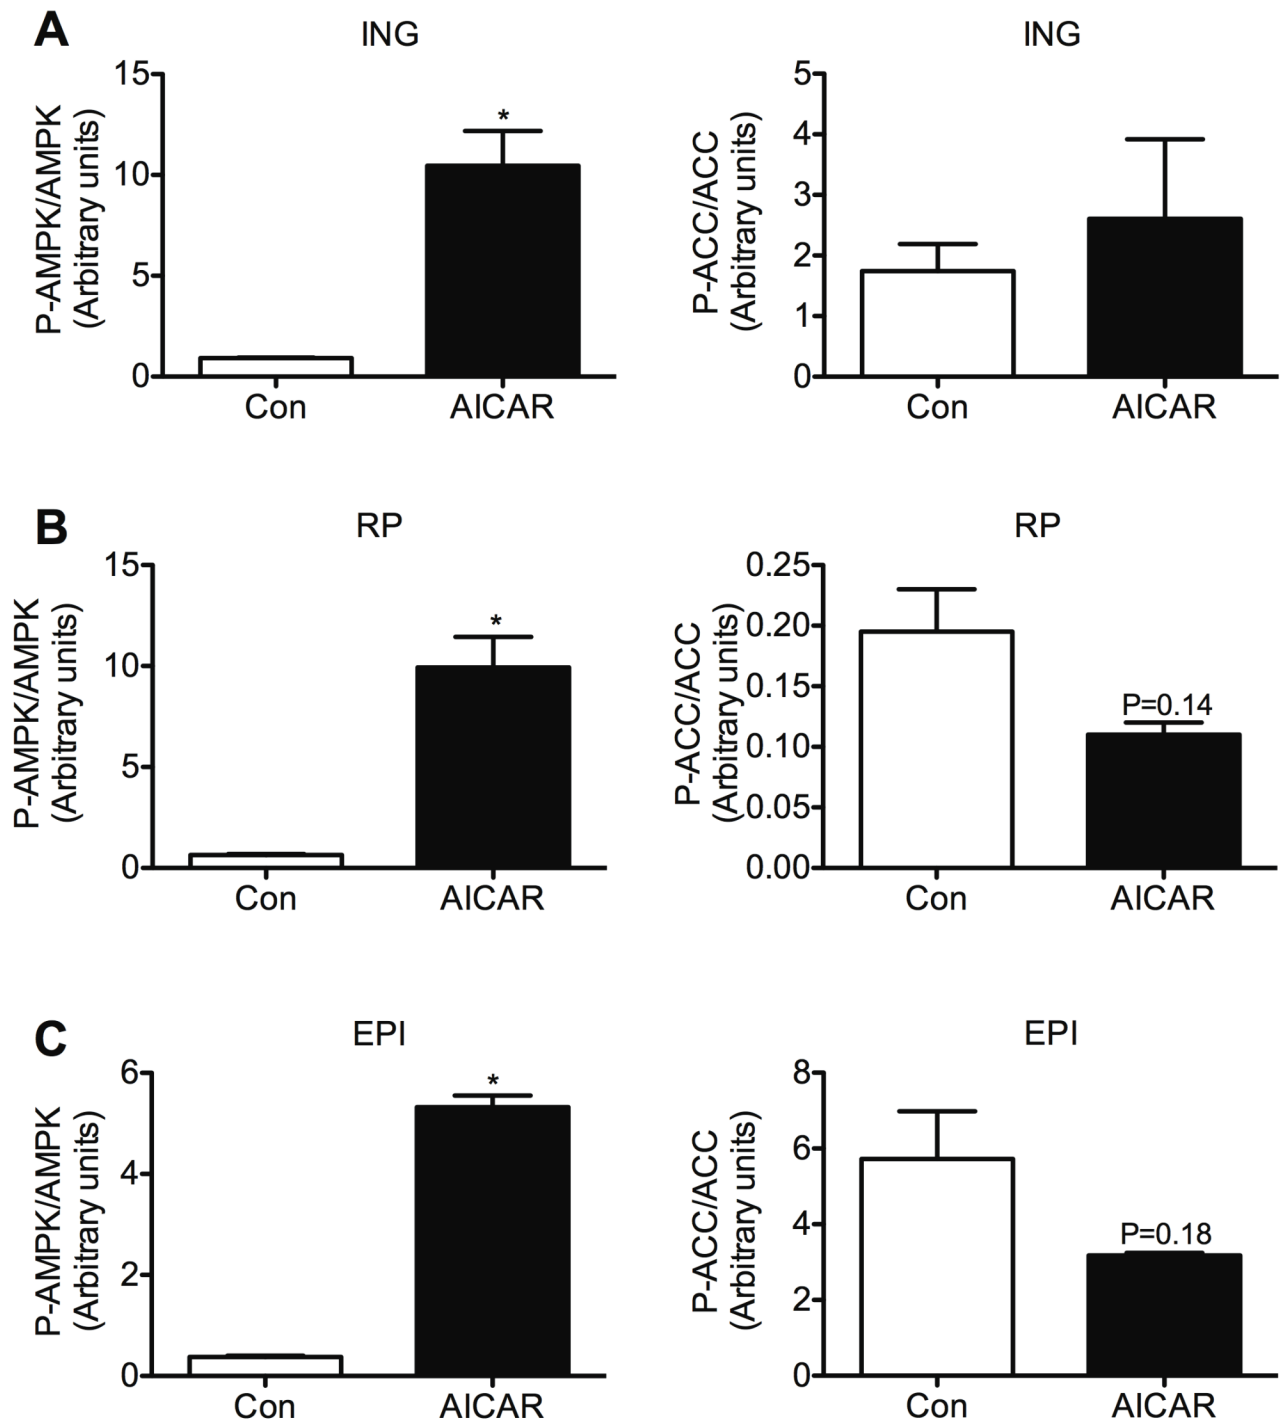 A
ING
P-AMPK/AMPK
(Arbitrary units)
15
10
5
0
*
Con
AICAR
ING
P-ACC/ACC
(Arbitrary units)
5
4
3
2
1
0
Con
AICAR
B
RP
P-AMPK/AMPK
(Arbitrary units)
15
10
5
0
*
Con
AICAR
RP
P-ACC/ACC
(Arbitrary units)
0.25
0.20
0.15
0.10
0.05
0.00
P=0.14
Con
AICAR
C
EPI
P-AMPK/AMPK
(Arbitrary units)
6
4
2
0
*
Con
AICAR
EPI
P-ACC/ACC
(Arbitrary units)
8
6
4
2
0
P=0.18
Con
AICAR